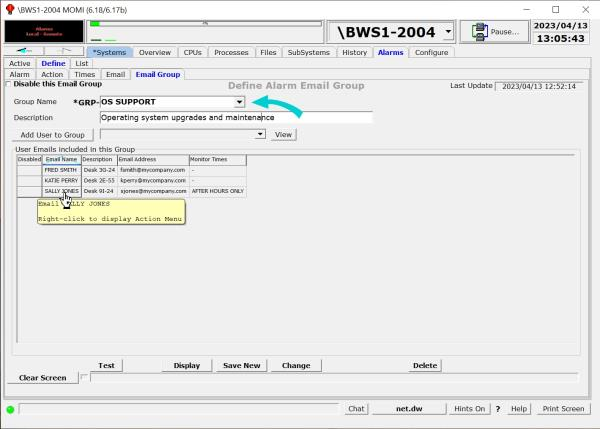 \BWS1-2004 MOMI (6.18/6.17b)
Alarms
Local - Remote
\BWS1-2004
Pause...
2023/04/13
13:05:43
*Systems Overview CPUs Processes Files SubSystems History Alarms Configure
Active Define List
Alarm Action Times Email Email Group
Disable this Email Group
Define Alarm Email Group
Last Update 2023/04/13 12:52:14
Group Name *GRP- OS SUPPORT
Description Operating system upgrades and maintenance
Add User to Group View
User Emails included in this Group
Disabled Email Name Description Email Address Monitor Times
FRED SMITH Desk 3G-24 fsmith@mycompany.com -
KATIE PERRY Desk 2E-55 kperry@mycompany.com -
SALLY JONES Desk 9I-24 sjones@mycompany.com AFTER HOURS ONLY
Email JONES
Right-click to display Action Menu
Test Display Save New Change Delete
Clear Screen
Chat net.dw Hints On ? Help Print Screen